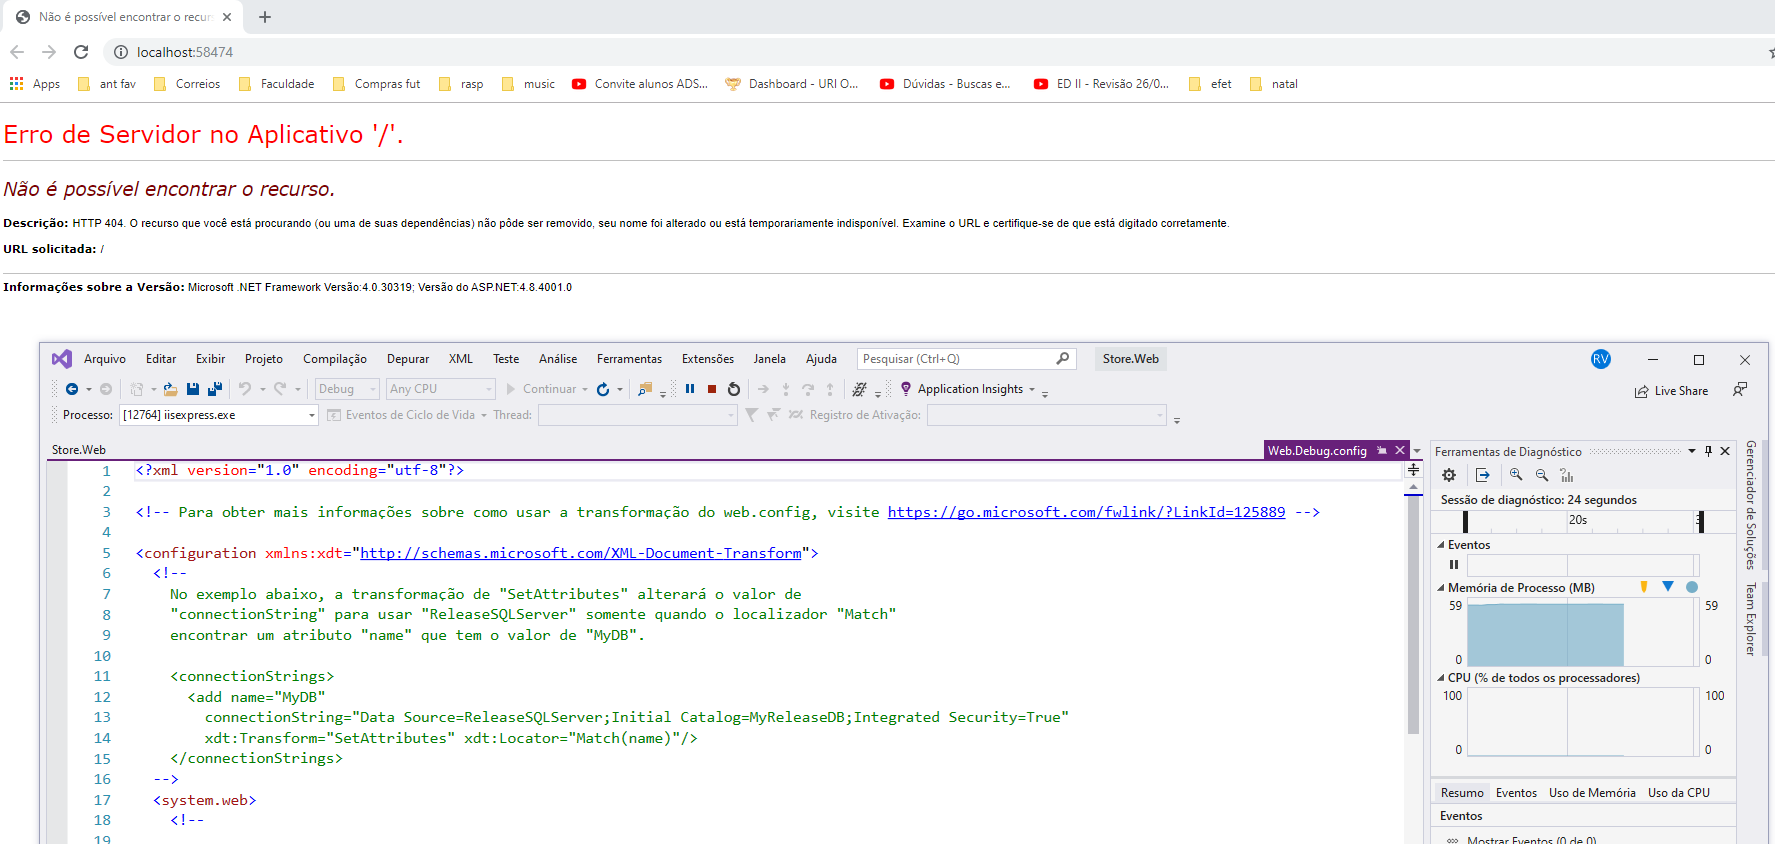 Não é possível encontrar o recur
localhost:58474
Apps ant fav Correios Faculdade Compras fut rasp music Convite alunos ADS... Dashboard - URI O... Dúvidas - Buscas e... ED II - Revisão 26/0... efet natal
Erro de Servidor no Aplicativo '/'.
Não é possível encontrar o recurso.
Descrição: HTTP 404. O recurso que você está procurando (ou uma de suas dependências) não pôde ser removido, seu nome foi alterado ou está temporariamente indisponível. Examine o URL e certifique-se de que está digitado corretamente.
URL solicitada: /
Informações sobre a Versão: Microsoft .NET Framework Versão:4.0.30319; Versão do ASP.NET:4.8.4001.0
Arquivo Editar Exibir Projeto Compilação Depurar XML Teste Análise Ferramentas Extensões Janela Ajuda Pesquisar (Ctrl+Q) Store.Web RV
Debug Any CPU Continuar Application Insights Live Share
Processo: [12764] iisexpress.exe Eventos de Ciclo de Vida Thread: Registro de Ativação:
Store.Web Web.Debug.config
1 <?xml version="1.0" encoding="utf-8"?>
2
3 <!-- Para obter mais informações sobre como usar a transformação do web.config, visite https://go.microsoft.com/fwlink/?LinkId=125889 -->
4
5 <configuration xmlns:xdt="http://schemas.microsoft.com/XML-Document-Transform">
6 <!--
7 No exemplo abaixo, a transformação de "SetAttributes" alterará o valor de
8 "connectionString" para usar "ReleaseSQLServer" somente quando o localizador "Match"
9 encontrar um atributo "name" que tem o valor de "MyDB".
10
11 <connectionStrings>
12 <add name="MyDB"
13 connectionString="Data Source=ReleaseSQLServer;Initial Catalog=MyReleaseDB;Integrated Security=True"
14 xdt:Transform="SetAttributes" xdt:Locator="Match(name)"/>
15 </connectionStrings>
16 -->
17 <system.web>
18 <!--
19
Ferramentas de Diagnóstico
Sessão de diagnóstico: 24 segundos
20s 3
Eventos
Memória de Processo (MB)
59 59
0 0
CPU (% de todos os processadores)
100 100
0 0
Resumo Eventos Uso de Memória Uso da CPU
Eventos
Mostrar Eventos (0 de 0)
Gerenciador de Soluções
Team Explorer